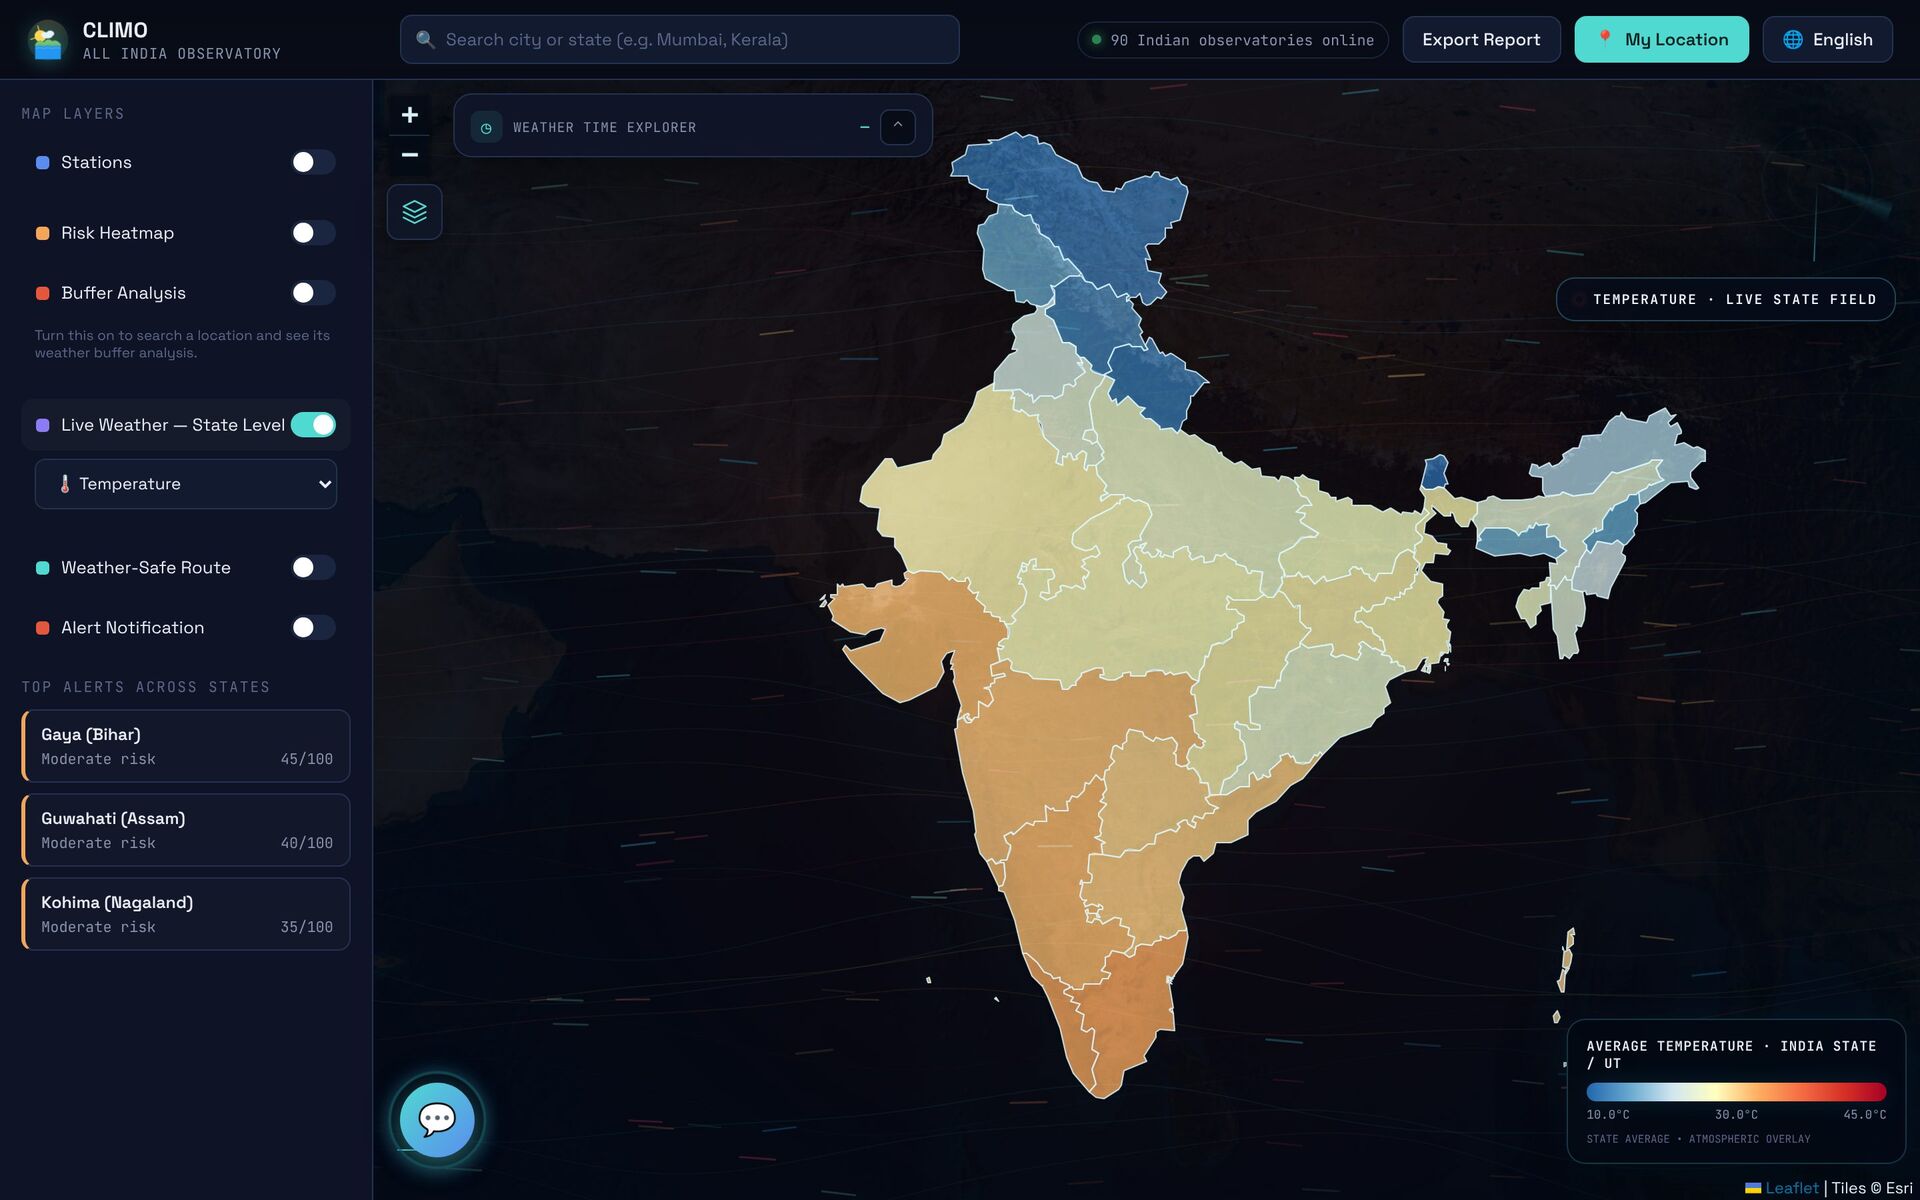 CLIMO
ALL INDIA OBSERVATORY
Search city or state (e.g. Mumbai, Kerala)
90 Indian observatories online
Export Report
My Location
English
MAP LAYERS
Stations
Risk Heatmap
Buffer Analysis
Turn this on to search a location and see its
weather buffer analysis.
Live Weather — State Level
Temperature
Weather-Safe Route
Alert Notification
TOP ALERTS ACROSS STATES
Gaya (Bihar)
Moderate risk 45/100
Guwahati (Assam)
Moderate risk 40/100
Kohima (Nagaland)
Moderate risk 35/100
+
−
WEATHER TIME EXPLORER –
TEMPERATURE · LIVE STATE FIELD
AVERAGE TEMPERATURE · INDIA STATE
/ UT
10.0°C 30.0°C 45.0°C
STATE AVERAGE • ATMOSPHERIC OVERLAY
Leaflet | Tiles © Esri